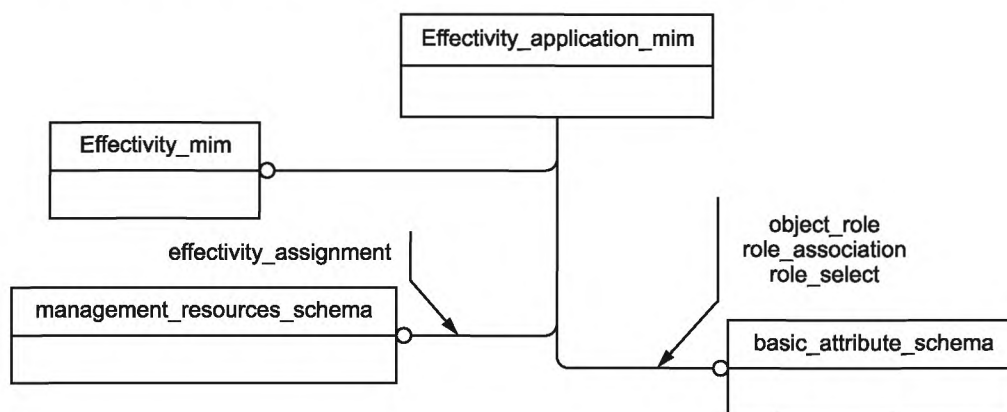 Effectivity_application_mim
Effectivity_mim
object_role
role_association
role_select
effectivity_assignment
management_resources_schema
basic_attribute_schema